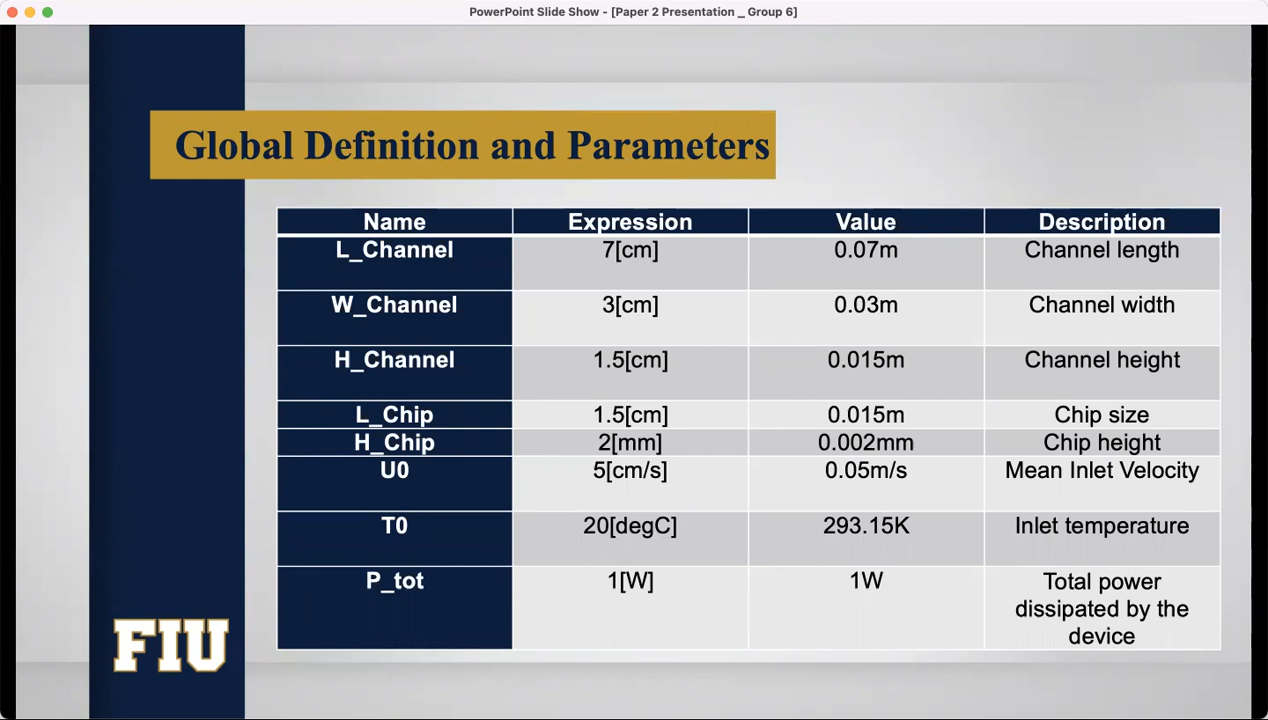 PowerPoint Slide Show - [Paper 2 Presentation _ Group 6]
Global Definition and Parameters
Name Expression Value Description
L_Channel 7[cm] 0.07m Channel length
W_Channel 3[cm] 0.03m Channel width
H_Channel 1.5[cm] 0.015m Channel height
L_Chip 1.5[cm] 0.015m Chip size
H_Chip 2[mm] 0.002mm Chip height
U0 5[cm/s] 0.05m/s Mean Inlet Velocity
T0 20[degC] 293.15K Inlet temperature
P_tot 1[W] 1W Total power
dissipated by the
device
FIU